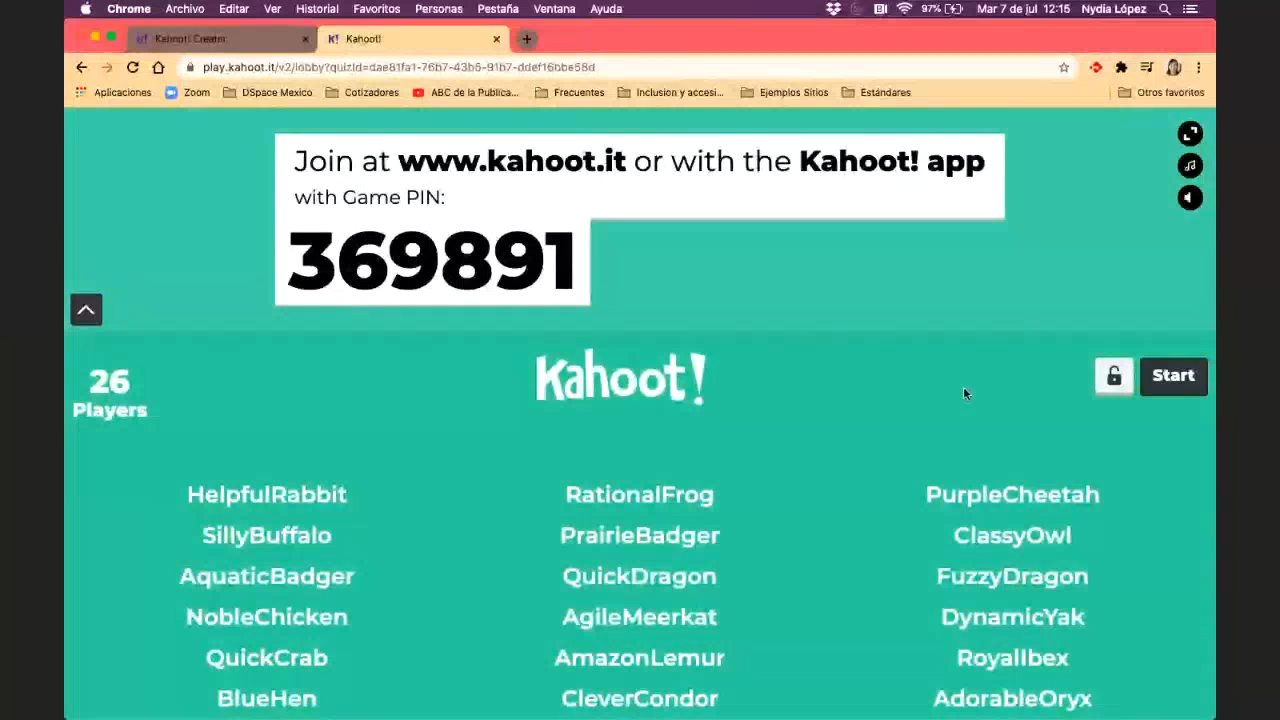 Chrome Archivo Editar Ver Historial Favoritos Personas Pestaña Ventana Ayuda 97% Mar 7 de jul 12:15 Nydia López
Kahoot! Creator Kahoot!
play.kahoot.it/v2/lobby?quizId=dae81fa1-76b7-43b5-91b7-ddef16bbe58d
Aplicaciones Zoom DSpace Mexico Cotizadores ABC de la Publica... Frecuentes Inclusion y accesi... Ejemplos Sitios Estándares Otros favoritos
Join at www.kahoot.it or with the Kahoot! app
with Game PIN:
369891
26
Players
Kahoot!
Start
HelpfulRabbit RationalFrog PurpleCheetah
SillyBuffalo PrairieBadger ClassyOwl
AquaticBadger QuickDragon FuzzyDragon
NobleChicken AgileMeerkat DynamicYak
QuickCrab AmazonLemur RoyalIbex
BlueHen CleverCondor AdorableOryx